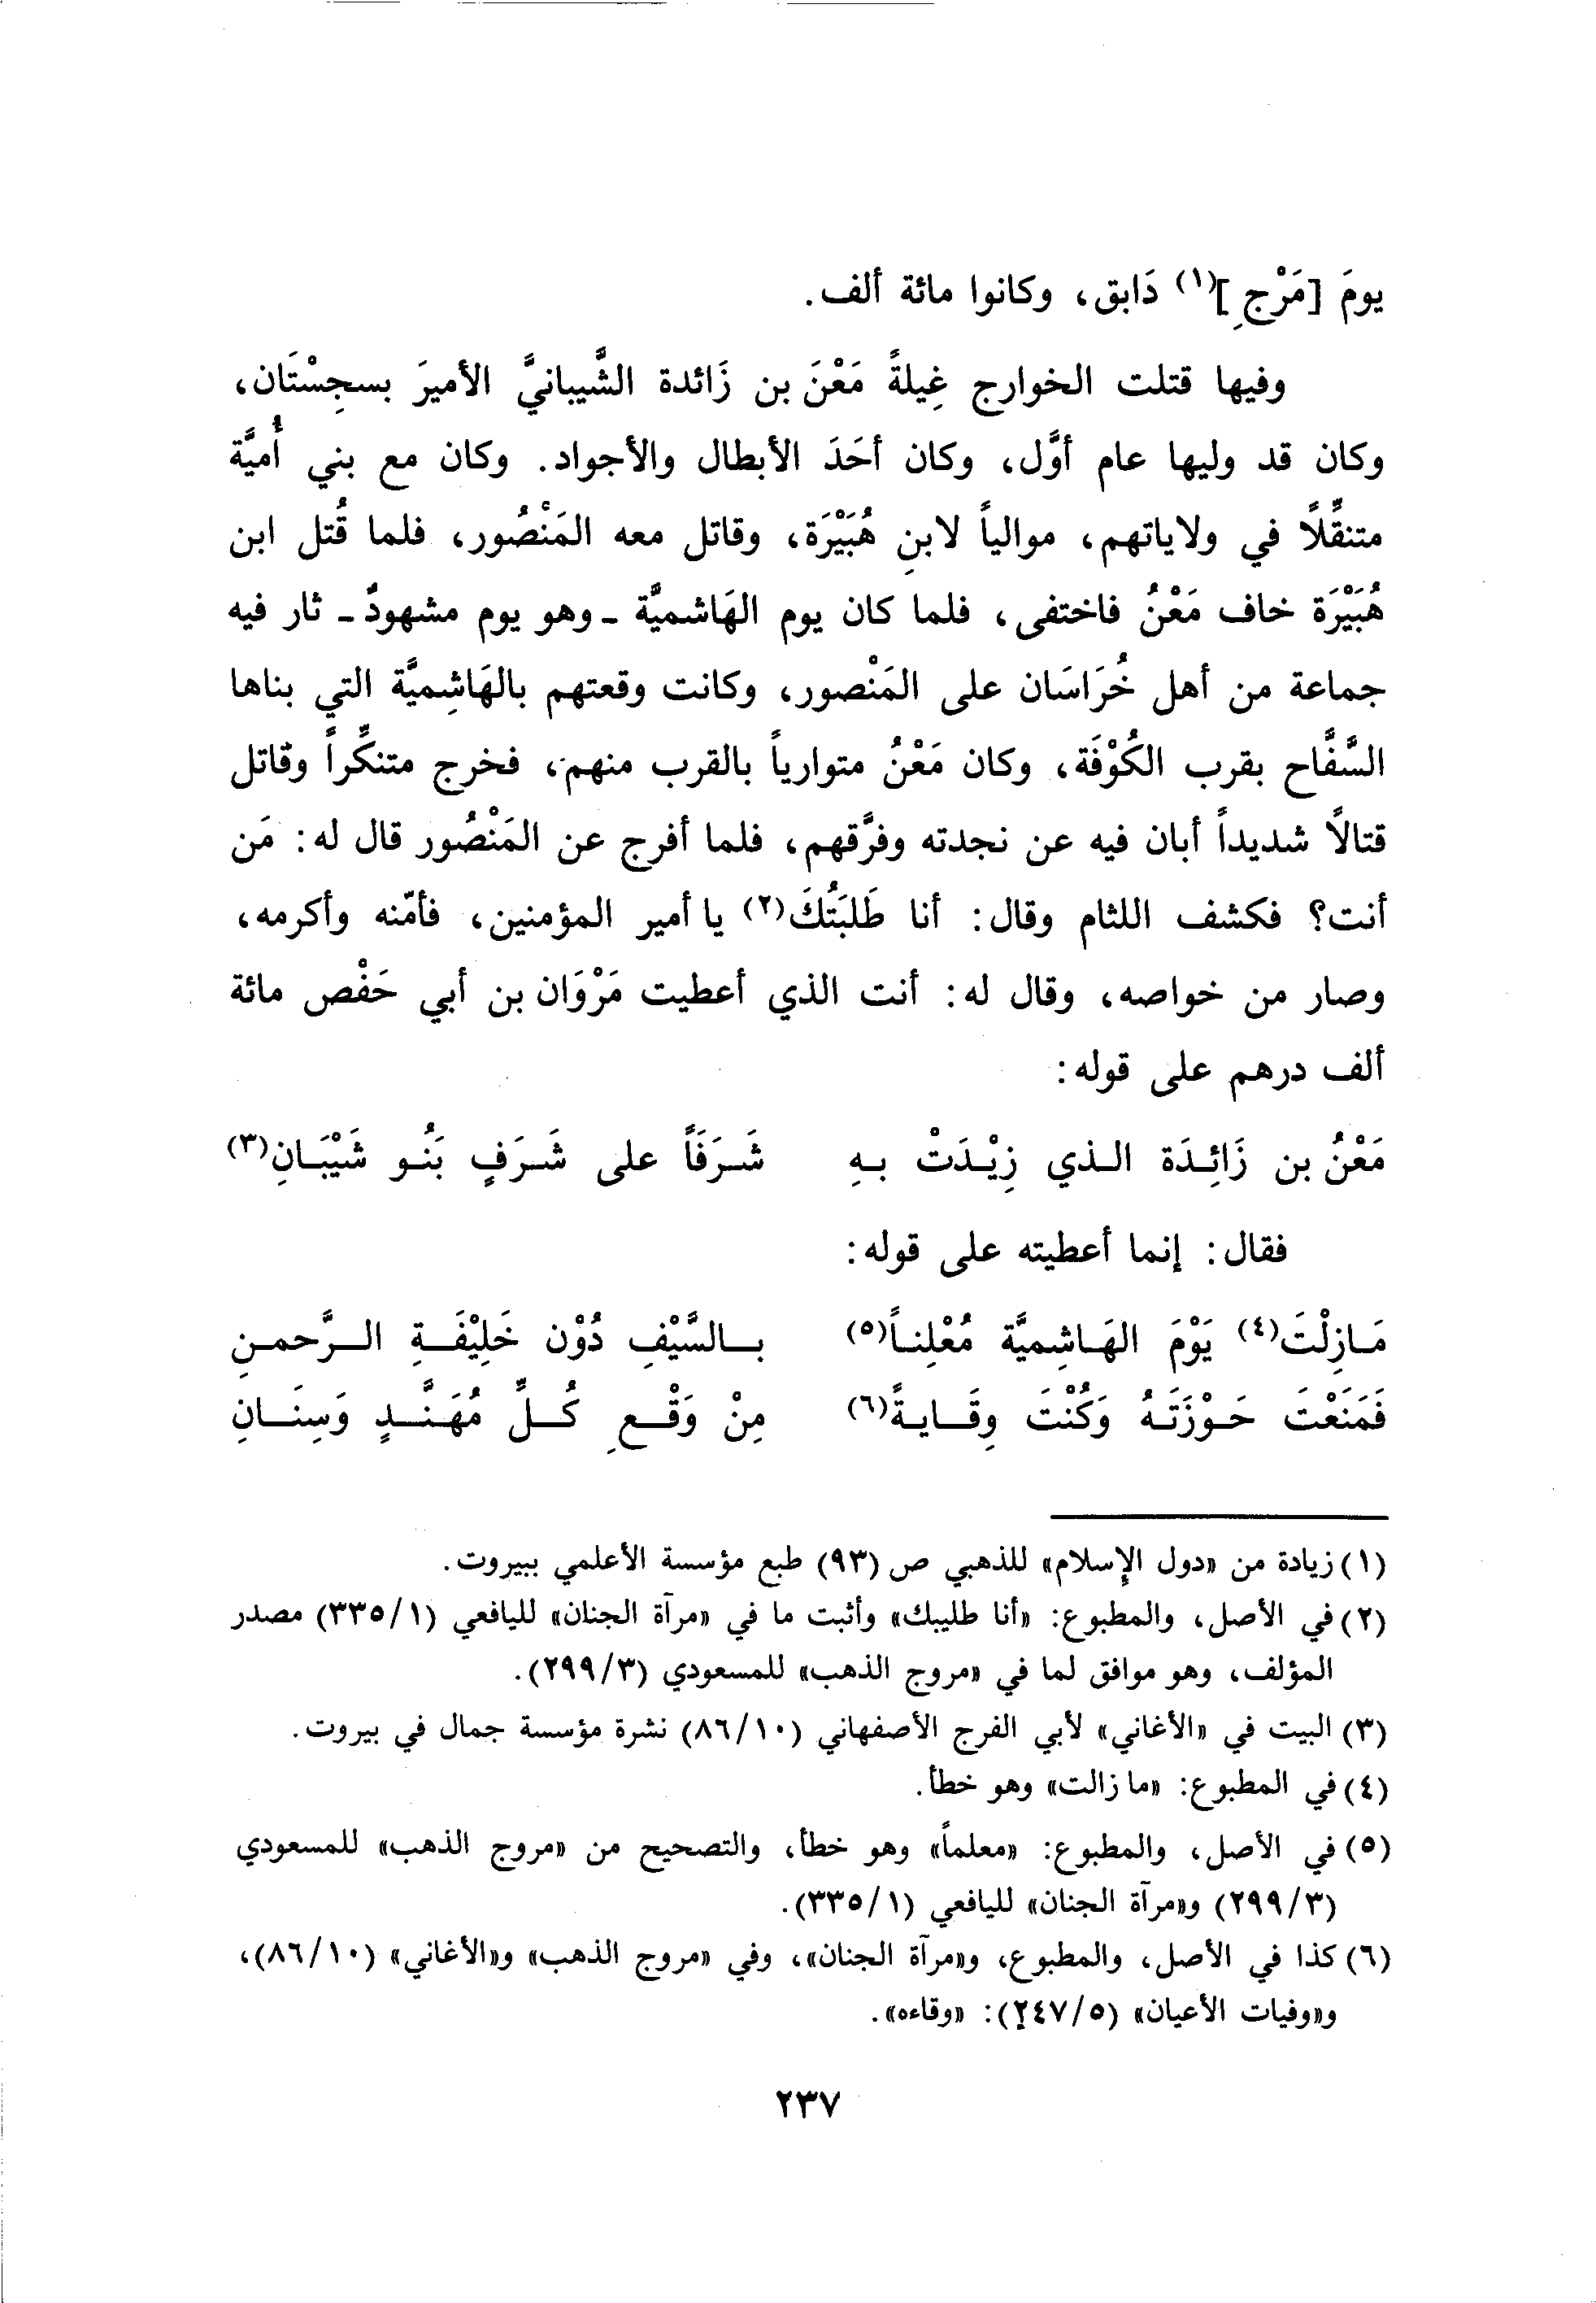 يومَ [مَرْجِ](١) دَابق، وكانوا مائة ألف.
وفيها قتلت الخوارج غِيلةً مَعْنَ بن زَائدة الشَّيبانيَّ الأميرَ بسجِسْتَان،
وكان قد وليها عام أوَّل، وكان أحَدَ الأبطال والأجواد. وكان مع بني أُميَّة
متنقِّلاً في ولاياتهم، موالياً لابنِ هُبَيْرَة، وقاتل معه المَنْصُور، فلما قُتل ابن
هُبَيْرَة خاف مَعْنُ فاختفى، فلما كان يوم الهَاشميَّة - وهو يوم مشهودٌ - ثار فيه
جماعة من أهل خُرَاسَان على المَنْصور، وكانت وقعتهم بالهَاشِميَّة التي بناها
السَّفَّاح بقرب الكُوْفَة، وكان مَعْنُ متوارياً بالقرب منهم، فخرج متنكِّراً وقاتل
قتالاً شديداً أبان فيه عن نجدته وفرَّقهم، فلما أفرج عن المَنْصُور قال له: مَن
أنت؟ فكشف اللثام وقال: أنا طَلبَتُكَ(٢) يا أمير المؤمنين، فأمّنه وأكرمه،
وصار من خواصه، وقال له: أنت الذي أعطيت مَرْوَان بن أبي حَفْص مائة
ألف درهم على قوله:
مَعْنُ بن زَائِدَة الذي زِيْدَتْ بهِ شَرَفَاً على شَرَفٍ بَنُو شَيْبَانِ(٣)
فقال: إنما أعطيته على قوله:
مَازِلْتَ(٤) يَوْمَ الهَاشِميَّة مُعْلِناً(٥) بالسَّيْفِ دُوْن خَلِيْفَةِ الرَّحمنِ
فَمَنَعْتَ حَوْزَتَهُ وَكُنْتَ وِقَايةً(٦) مِنْ وَقْعِ كُلِّ مُهَنَّدٍ وَسِنَانِ
(١) زيادة من «دول الإسلام» للذهبي ص (٩٣) طبع مؤسسة الأعلمي ببيروت.
(٢) في الأصل، والمطبوع: «أنا طليبك» وأثبت ما في «مرآة الجنان» لليافعي (١/٣٣٥) مصدر
المؤلف، وهو موافق لما في «مروج الذهب» للمسعودي (٣/٢٩٩).
(٣) البيت في «الأغاني» لأبي الفرج الأصفهاني (١٠/٨٦) نشرة مؤسسة جمال في بيروت.
(٤) في المطبوع: «ما زالت» وهو خطأ.
(٥) في الأصل، والمطبوع: «معلماً» وهو خطأ، والتصحيح من «مروج الذهب» للمسعودي
(٣/٢٩٩) و«مرآة الجنان» لليافعي (١/٣٣٥).
(٦) كذا في الأصل، والمطبوع، و«مرآة الجنان»، وفي «مروج الذهب» و«الأغاني» (١٠/٨٦)،
و«وفيات الأعيان» (٥/٢٤٧): «وقاءه».
٢٣٧